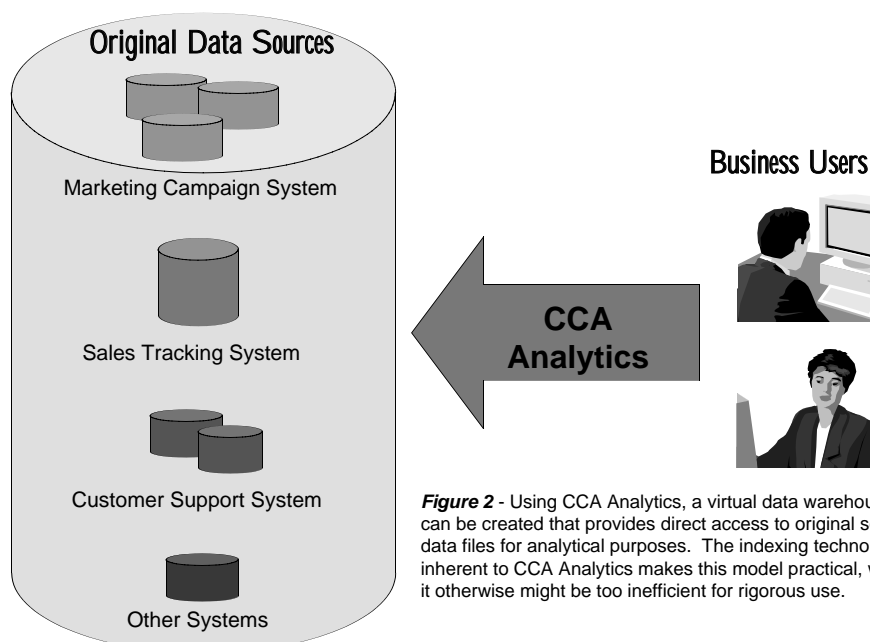 Original Data Sources
Marketing Campaign System
Sales Tracking System
Customer Support System
Other Systems
CCA
Analytics
Business Users
Figure 2 - Using CCA Analytics, a virtual data
can be created that provides direct access to original
data files for analytical purposes. The indexing
inherent to CCA Analytics makes this model practical,
it otherwise might be too inefficient for rigorous use.